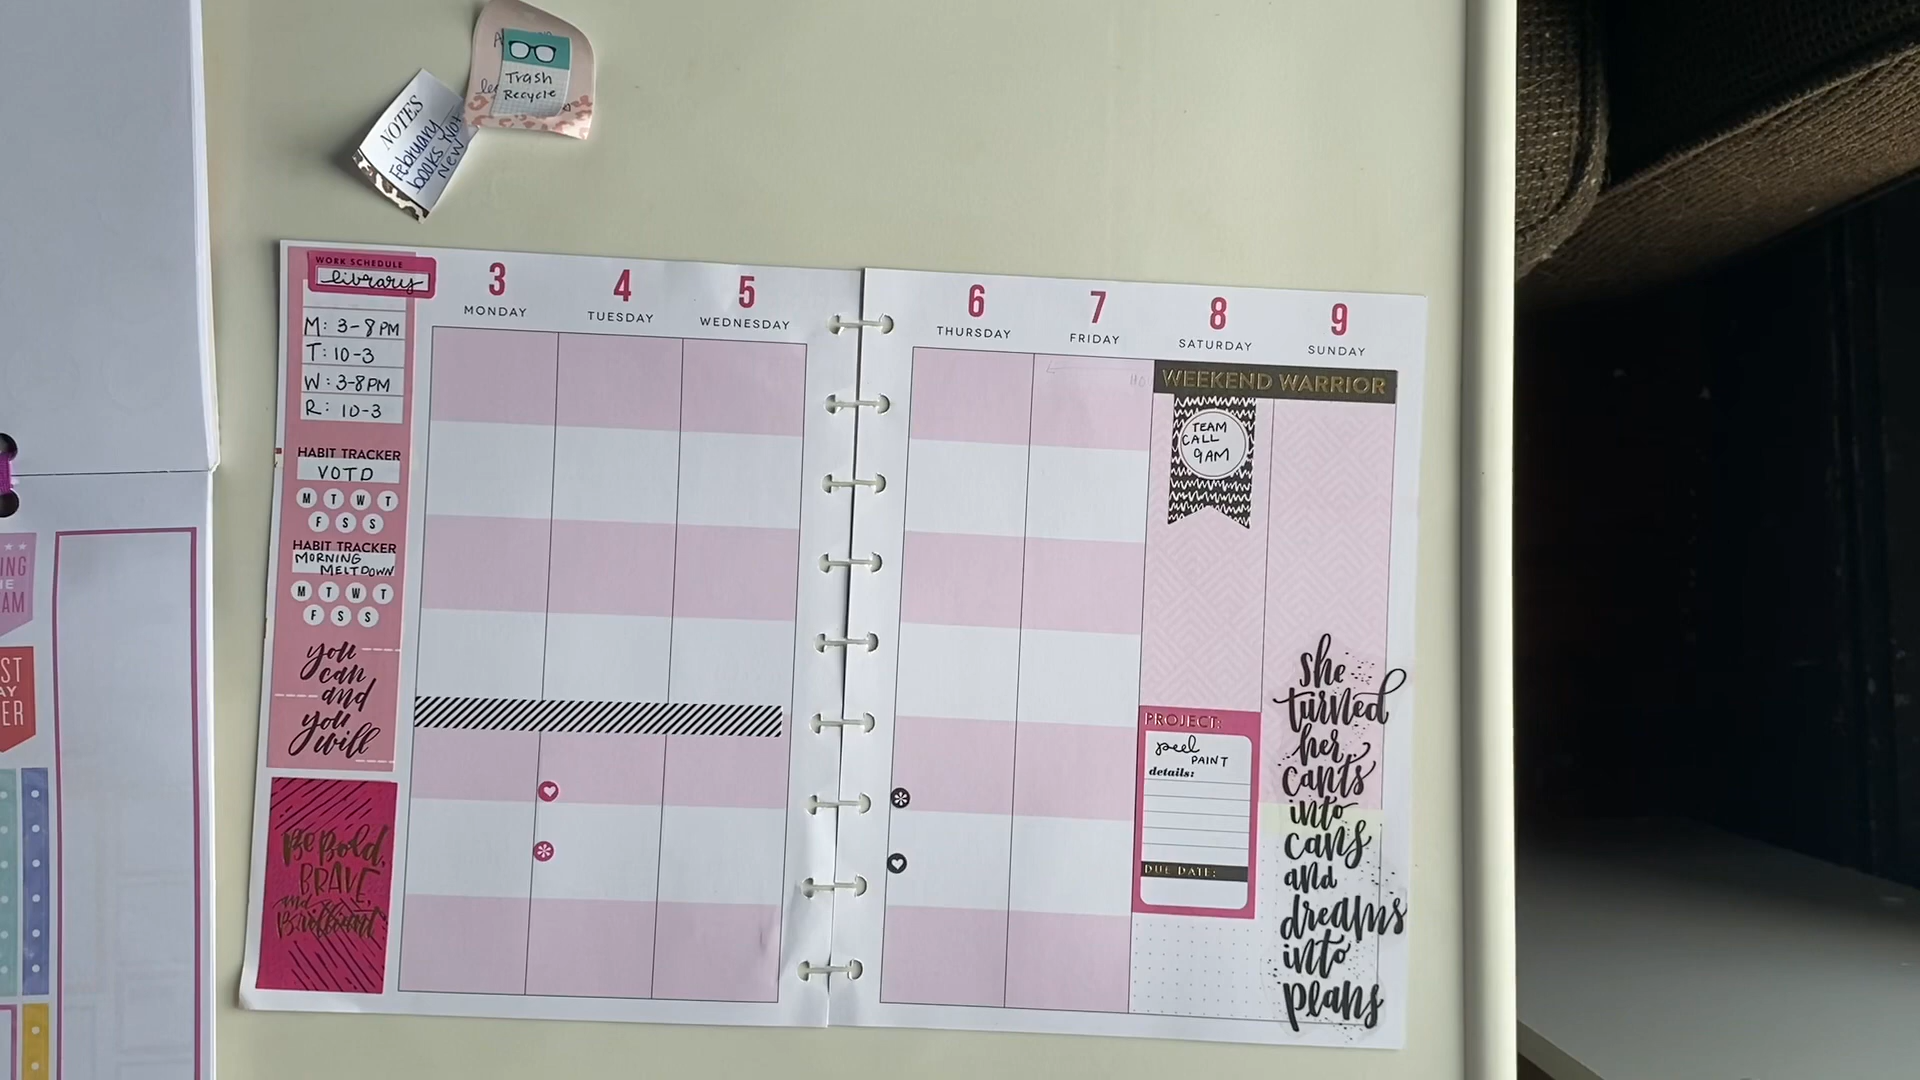 Trash
Recycle
NOTES
February
books Not
New
WORK SCHEDULE
library
M: 3-8PM
T: 10-3
W: 3-8PM
R: 10-3
HABIT TRACKER
VOTD
M T W T
F S S
HABIT TRACKER
MORNING
MELTDOWN
M T W T
F S S
you
can
and
you
will
Be Bold,
BRAVE,
and
Brilliant
3
MONDAY
4
TUESDAY
5
WEDNESDAY
6
THURSDAY
7
FRIDAY
8
SATURDAY
9
SUNDAY
HO
WEEKEND WARRIOR
TEAM
CALL
9AM
PROJECT:
peel
PAINT
details:
DUE DATE:
she
turned
her
cants
into
cans
and
dreams
into
plans